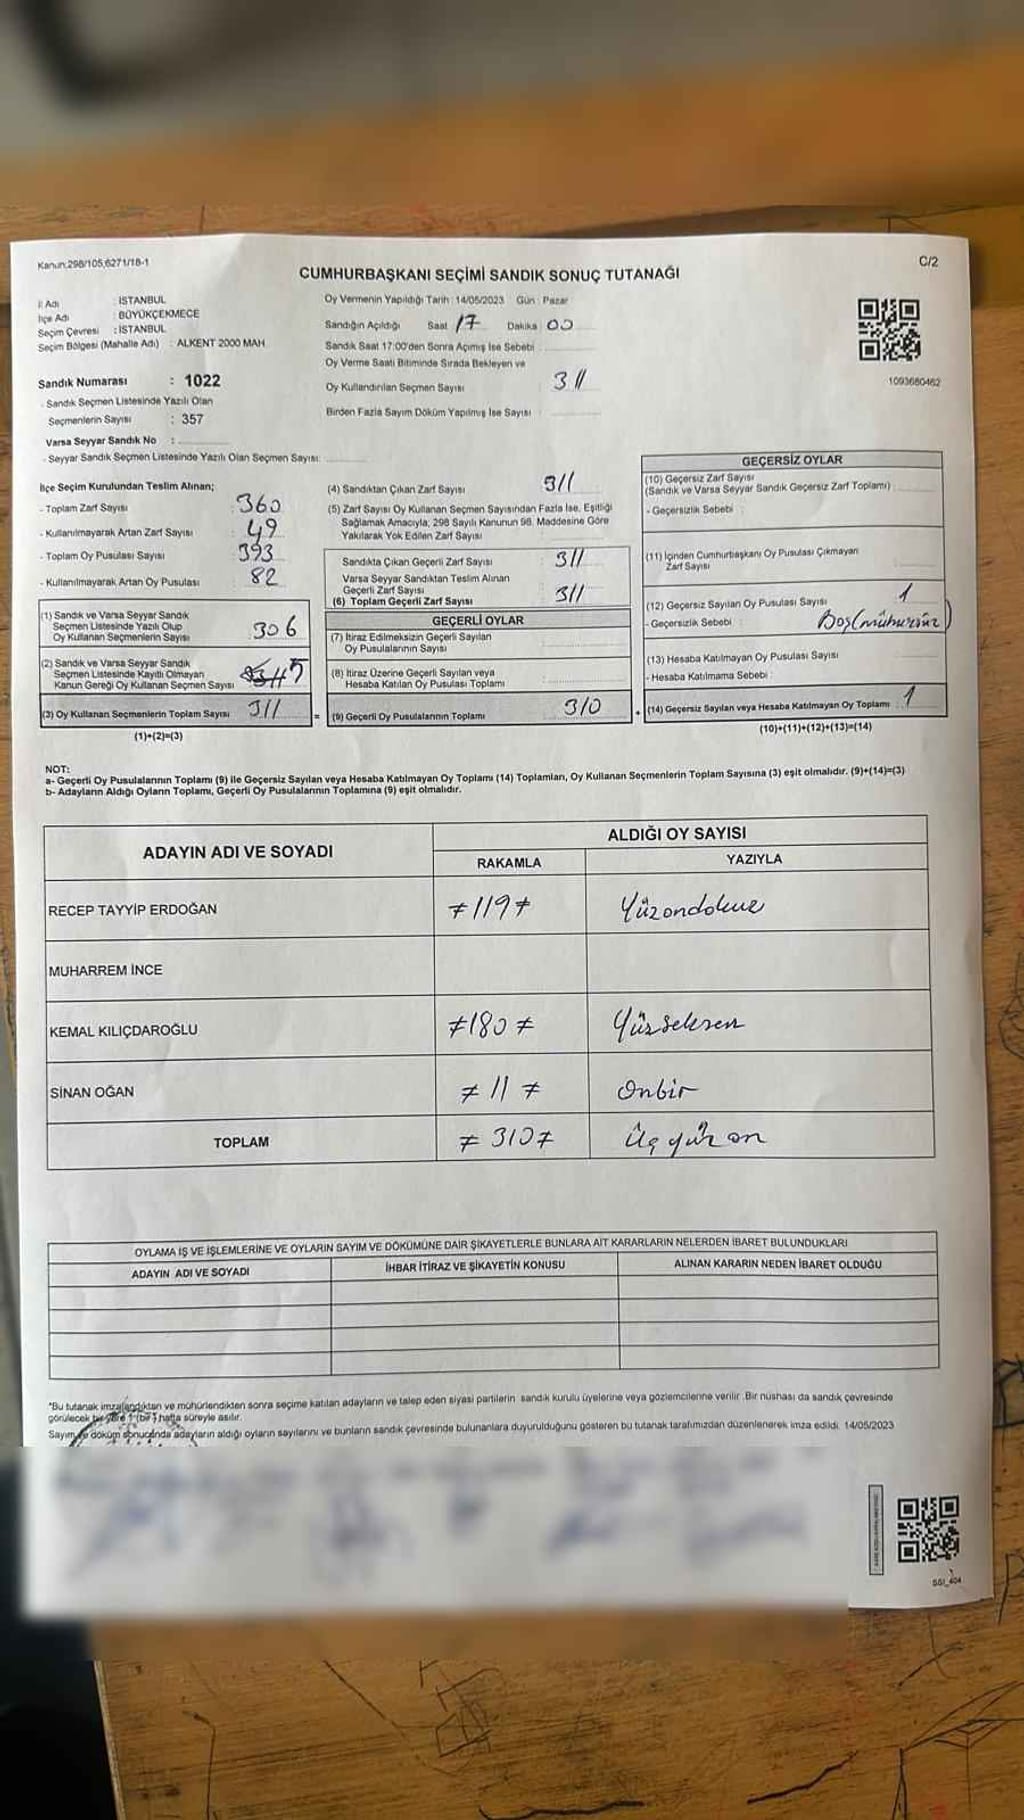 Kanun:298/105,6271/18-1
C/2
CUMHURBAŞKANI SEÇİMİ SANDIK SONUÇ TUTANAĞI
İl Adı : İSTANBUL
İlçe Adı : BÜYÜKÇEKMECE
Seçim Çevresi : İSTANBUL
Seçim Bölgesi (Mahalle Adı) : ALKENT 2000 MAH.
Sandık Numarası : 1022
- Sandık Seçmen Listesinde Yazılı Olan
Seçmenlerin Sayısı : 357
Varsa Seyyar Sandık No :
- Seyyar Sandık Seçmen Listesinde Yazılı Olan Seçmen Sayısı:
Oy Vermenin Yapıldığı Tarih : 14/05/2023 Gün : Pazar
Sandığın Açıldığı Saat 17 Dakika 00
Sandık Saat 17:00'den Sonra Açımış İse Sebebi :
Oy Verme Saati Bitiminde Sırada Bekleyen ve
Oy Kullandırılan Seçmen Sayısı : 311
Birden Fazla Sayım Döküm Yapılmış İse Sayısı :
1093680462
İlçe Seçim Kurulundan Teslim Alınan;
- Toplam Zarf Sayısı : 360
- Kullanılmayarak Artan Zarf Sayısı : 49
- Toplam Oy Pusulası Sayısı : 393
- Kullanılmayarak Artan Oy Pusulası : 82
(1) Sandık ve Varsa Seyyar Sandık
Seçmen Listesinde Yazılı Olup
Oy Kullanan Seçmenlerin Sayısı 306
(2) Sandık ve Varsa Seyyar Sandık
Seçmen Listesinde Kayıtlı Olmayan
Kanun Gereği Oy Kullanan Seçmen Sayısı 5
(3) Oy Kullanan Seçmenlerin Toplam Sayısı 311
(1)+(2)=(3)
(4) Sandıktan Çıkan Zarf Sayısı : 311
(5) Zarf Sayısı Oy Kullanan Seçmen Sayısından Fazla İse, Eşitliği
Sağlamak Amacıyla; 298 Sayılı Kanunun 98. Maddesine Göre
Yakılarak Yok Edilen Zarf Sayısı :
Sandıkta Çıkan Geçerli Zarf Sayısı : 311
Varsa Seyyar Sandıktan Teslim Alınan
Geçerli Zarf Sayısı
(6) Toplam Geçerli Zarf Sayısı : 311
GEÇERLİ OYLAR
(7) İtiraz Edilmeksizin Geçerli Sayılan
Oy Pusulalarının Sayısı :
(8) İtiraz Üzerine Geçerli Sayılan veya
Hesaba Katılan Oy Pusulası Toplamı :
= (9) Geçerli Oy Pusulalarının Toplamı : 310
GEÇERSİZ OYLAR
(10) Geçersiz Zarf Sayısı
(Sandık ve Varsa Seyyar Sandık Geçersiz Zarf Toplamı) :
- Geçersizlik Sebebi :
(11) İçinden Cumhurbaşkanı Oy Pusulası Çıkmayan
Zarf Sayısı
(12) Geçersiz Sayılan Oy Pusulası Sayısı : 1
- Geçersizlik Sebebi : Boş(mühürsüz)
(13) Hesaba Katılmayan Oy Pusulası Sayısı :
- Hesaba Katılmama Sebebi :
+ (14) Geçersiz Sayılan veya Hesaba Katılmayan Oy Toplamı : 1
(10)+(11)+(12)+(13)=(14)
NOT:
a- Geçerli Oy Pusulalarının Toplamı (9) ile Geçersiz Sayılan veya Hesaba Katılmayan Oy Toplamı (14) Toplamları, Oy Kullanan Seçmenlerin Toplam Sayısına (3) eşit olmalıdır. (9)+(14)=(3)
b- Adayların Aldığı Oyların Toplamı, Geçerli Oy Pusulalarının Toplamına (9) eşit olmalıdır.
ADAYIN ADI VE SOYADI
ALDIĞI OY SAYISI
RAKAMLA YAZIYLA
RECEP TAYYİP ERDOĞAN ≠119≠ Yüzondokuz
MUHARREM İNCE
KEMAL KILIÇDAROĞLU ≠180≠ Yüzseksen
SİNAN OĞAN ≠11≠ Onbir
TOPLAM ≠310≠ Üçyüz on
OYLAMA İŞ VE İŞLEMLERİNE VE OYLARIN SAYIM VE DÖKÜMÜNE DAİR ŞİKAYETLERLE BUNLARA AİT KARARLARIN NELERDEN İBARET BULUNDUKLARI
ADAYIN ADI VE SOYADI İHBAR İTİRAZ VE ŞİKAYETİN KONUSU ALINAN KARARIN NEDEN İBARET OLDUĞU
*Bu tutanak imzalandıktan ve mühürlendikten sonra seçime katılan adayların ve talep eden siyasi partilerin sandık kurulu üyelerine veya gözlemcilerine verilir .Bir nüshası da sandık çevresinde
görülecek bir yere 1 (bir) hafta süreyle asılır.
Sayım ve döküm sonucunda adayların aldığı oyların sayılarını ve bunların sandık çevresinde bulunanlara duyurulduğunu gösteren bu tutanak tarafımızdan düzenlenerek imza edildi. 14/05/2023